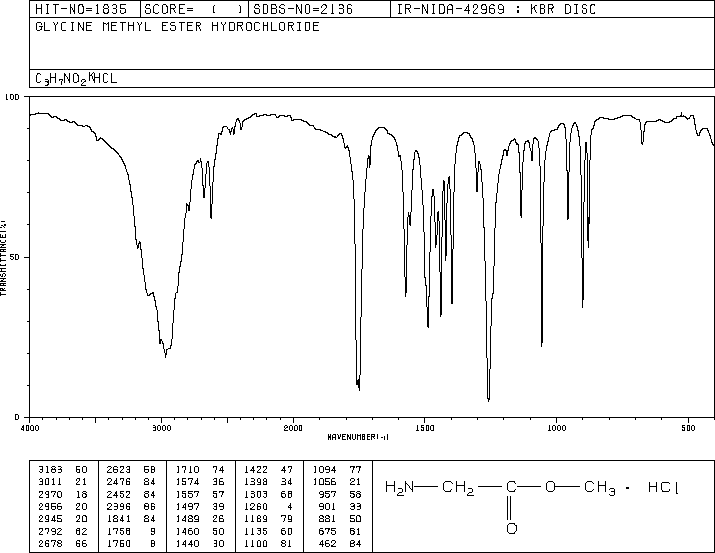 HIT-NO=1835 SCORE= ( ) SDBS-NO=2136 IR-NIDA-42969 : KBR DISC
GLYCINE METHYL ESTER HYDROCHLORIDE
C3H7NO2*HCL
100
50
0
TRANSMITTANCE(%)
4000 3000 2000 1500 1000 500
WAVENUMBER(-1)
3183 50 2623 58 1710 74 1422 47 1094 77
3011 21 2476 84 1574 36 1398 34 1056 21
2970 18 2452 84 1557 57 1303 68 957 58
2956 20 2396 86 1497 39 1260 4 901 33
2945 20 1841 84 1489 26 1189 79 881 50
2792 62 1758 9 1460 50 1135 60 675 81
2678 66 1750 8 1440 30 1100 81 462 84
H2N CH2 C O CH3 · HCl
O